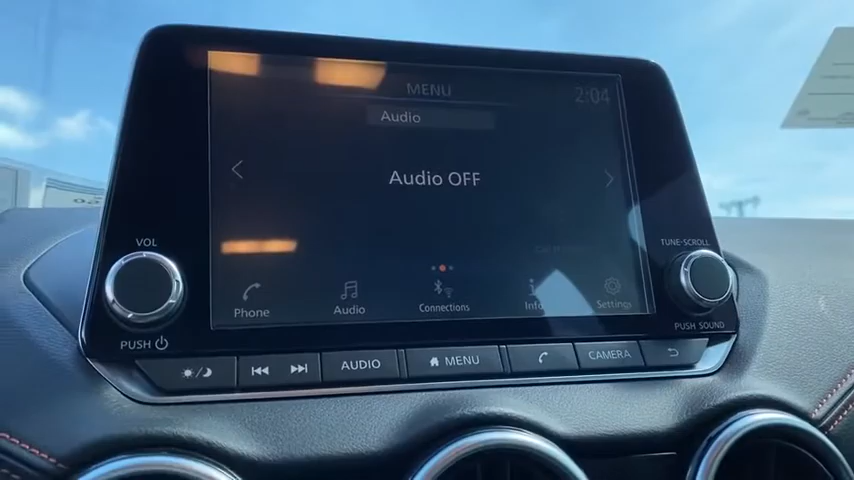 MENU
2:04
Audio
Audio OFF
Phone
Audio
Connections
Info
Settings
VOL
PUSH
TUNE·SCROLL
PUSH SOUND
AUDIO
MENU
CAMERA